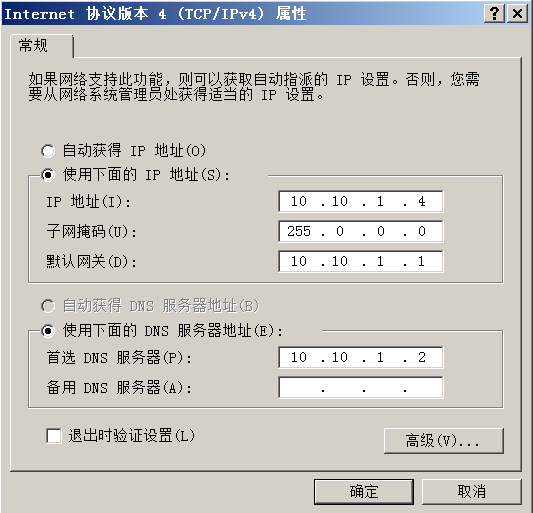 Internet 协议版本 4 (TCP/IPv4) 属性
常规
如果网络支持此功能，则可以获取自动指派的 IP 设置。否则，您需
要从网络系统管理员处获得适当的 IP 设置。
自动获得 IP 地址(O)
使用下面的 IP 地址(S):
IP 地址(I): 10 . 10 . 1 . 4
子网掩码(U): 255 . 0 . 0 . 0
默认网关(D): 10 . 10 . 1 . 1
自动获得 DNS 服务器地址(B)
使用下面的 DNS 服务器地址(E):
首选 DNS 服务器(P): 10 . 10 . 1 . 2
备用 DNS 服务器(A): . . .
退出时验证设置(L)
高级(V)...
确定 取消